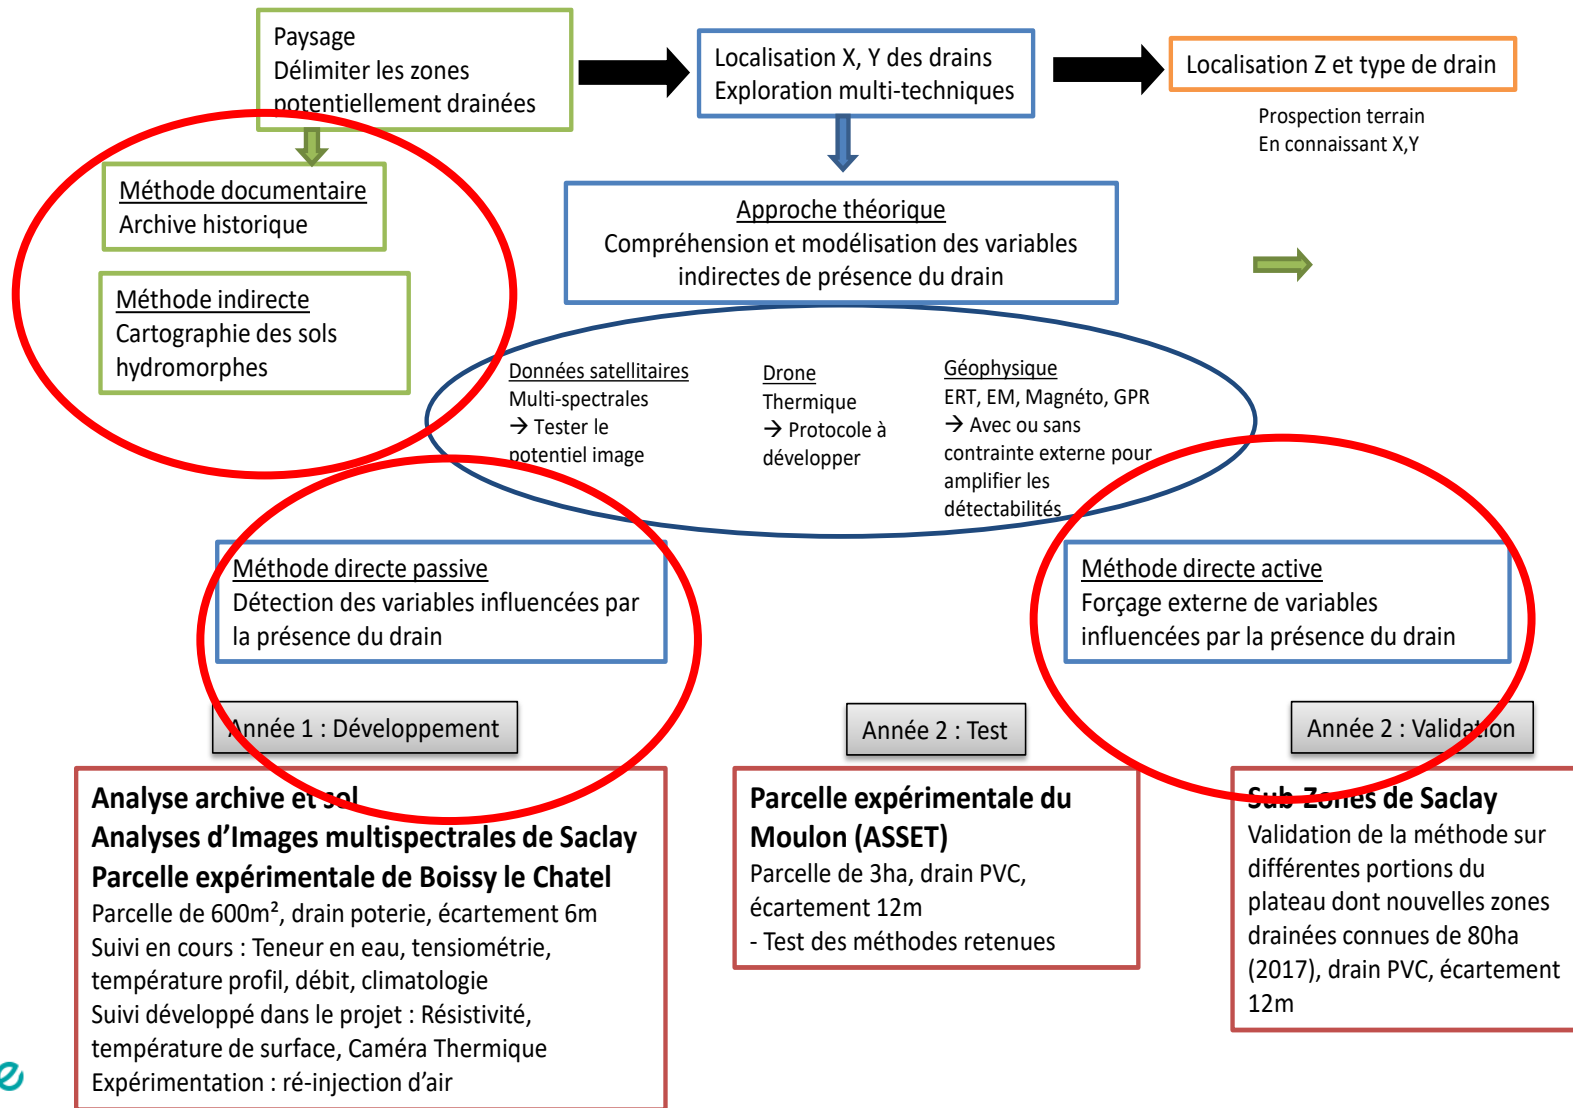 Paysage
Délimiter les zones
potentiellement drainées
Localisation X, Y des drains
Exploration multi-techniques
Localisation Z et type de drain
Prospection terrain
En connaissant X,Y
Méthode documentaire
Archive historique
Méthode indirecte
Cartographie des sols
hydromorphes
Approche théorique
Compréhension et modélisation des variables
indirectes de présence du drain
Données satellitaires
Multi-spectrales
→ Tester le
potentiel image
Drone
Thermique
→ Protocole à
développer
Géophysique
ERT, EM, Magnéto, GPR
→ Avec ou sans
contrainte externe pour
amplifier les
détectabilités
Méthode directe passive
Détection des variables influencées par
la présence du drain
Méthode directe active
Forçage externe de variables
influencées par la présence du drain
Année 1 : Développement
Année 2 : Test
Année 2 : Validation
Analyse archive et sol
Analyses d'Images multispectrales de Saclay
Parcelle expérimentale de Boissy le Chatel
Parcelle de 600m², drain poterie, écartement 6m
Suivi en cours : Teneur en eau, tensiométrie,
température profil, débit, climatologie
Suivi développé dans le projet : Résistivité,
température de surface, Caméra Thermique
Expérimentation : ré-injection d'air
Parcelle expérimentale du
Moulon (ASSET)
Parcelle de 3ha, drain PVC,
écartement 12m
- Test des méthodes retenues
Sub-Zones de Saclay
Validation de la méthode sur
différentes portions du
plateau dont nouvelles zones
drainées connues de 80ha
(2017), drain PVC, écartement
12m
e